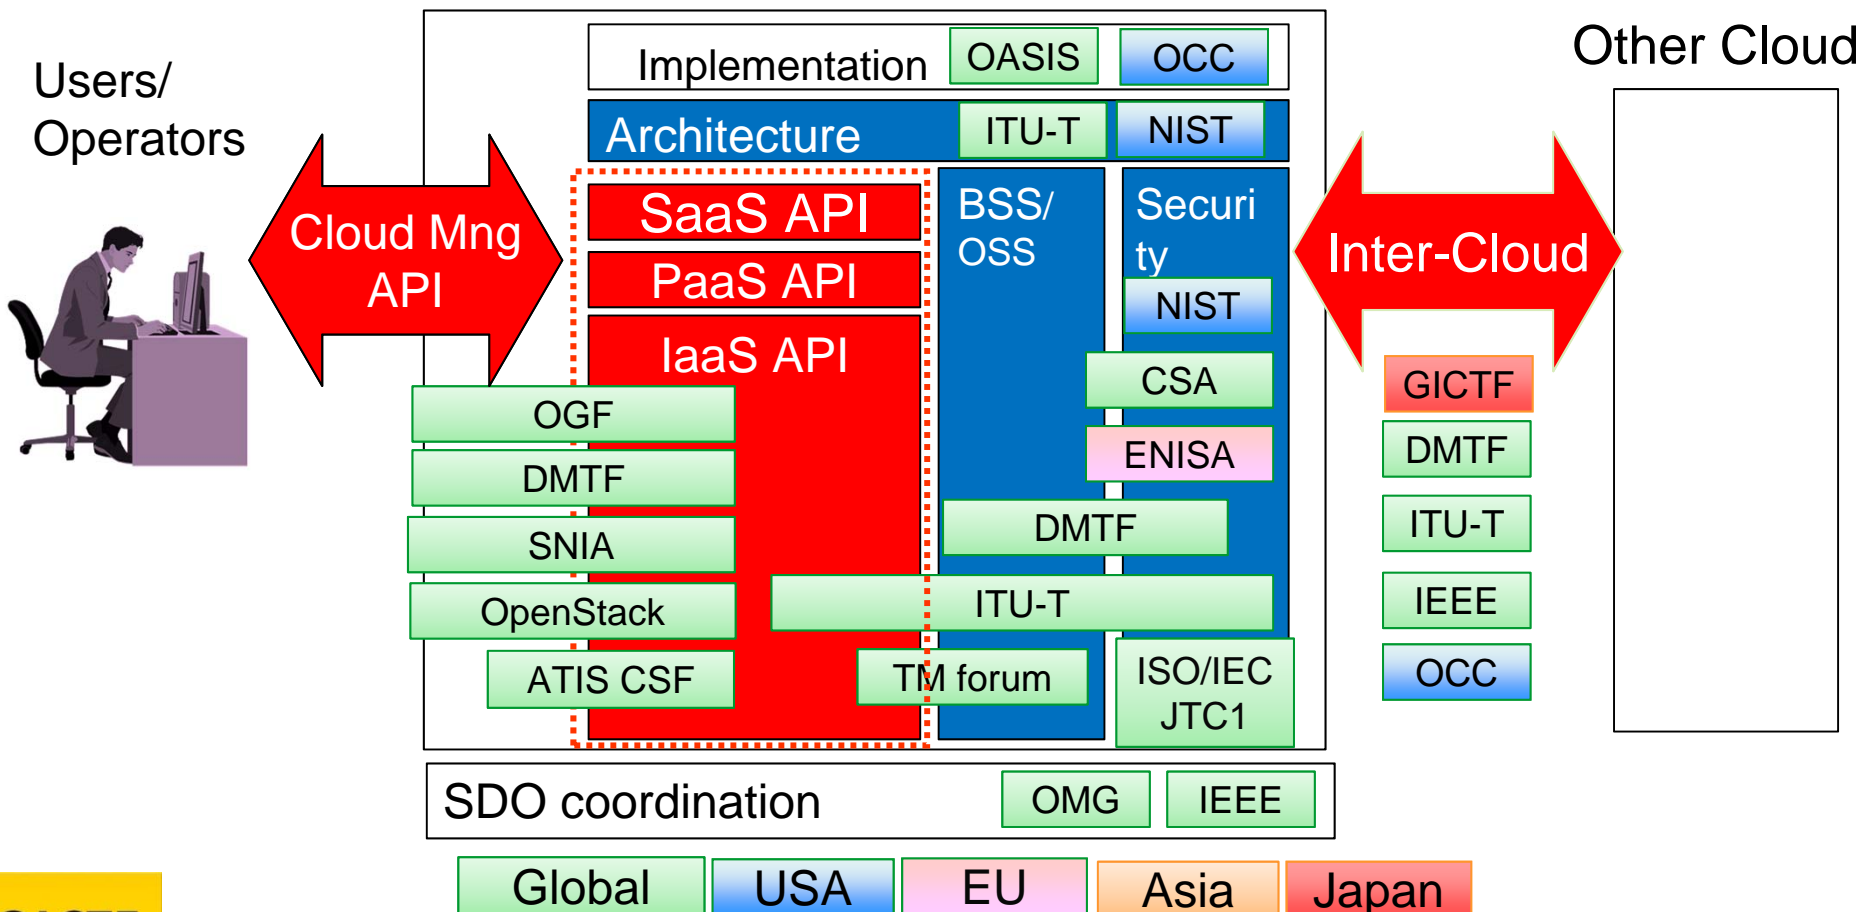 Other Cloud
Users/
Operators
Implementation
OASIS
OCC
Architecture
ITU-T
NIST
Cloud Mng
API
SaaS API
PaaS API
IaaS API
BSS/
OSS
Securi
ty
NIST
CSA
ENISA
Inter-Cloud
OGF
DMTF
SNIA
OpenStack
ATIS CSF
DMTF
ITU-T
TM forum
ISO/IEC
JTC1
GICTF
DMTF
ITU-T
IEEE
OCC
SDO coordination
OMG
IEEE
Global
USA
EU
Asia
Japan